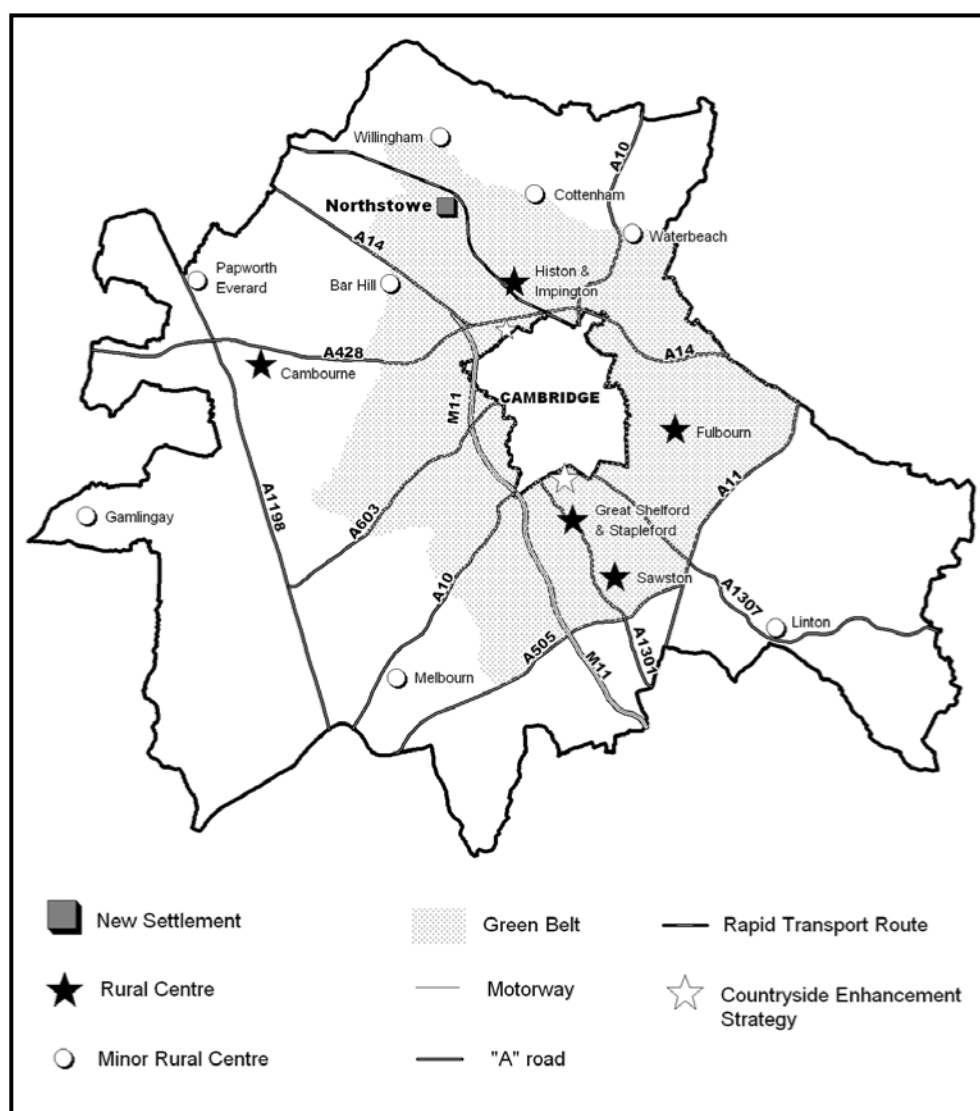 Willingham
A10
Cottenham
Northstowe
Waterbeach
A14
Papworth
Everard
Bar Hill
Histon &
Impington
A428
A14
Cambourne
M11
CAMBRIDGE
Fulbourn
A11
Gamlingay
A1198
A603
Great Shelford
& Stapleford
A10
Sawston
A1307
Linton
A505
M11
A1301
Melbourn
New Settlement
Green Belt
Rapid Transport Route
Rural Centre
Motorway
Countryside Enhancement
Strategy
Minor Rural Centre
"A" road